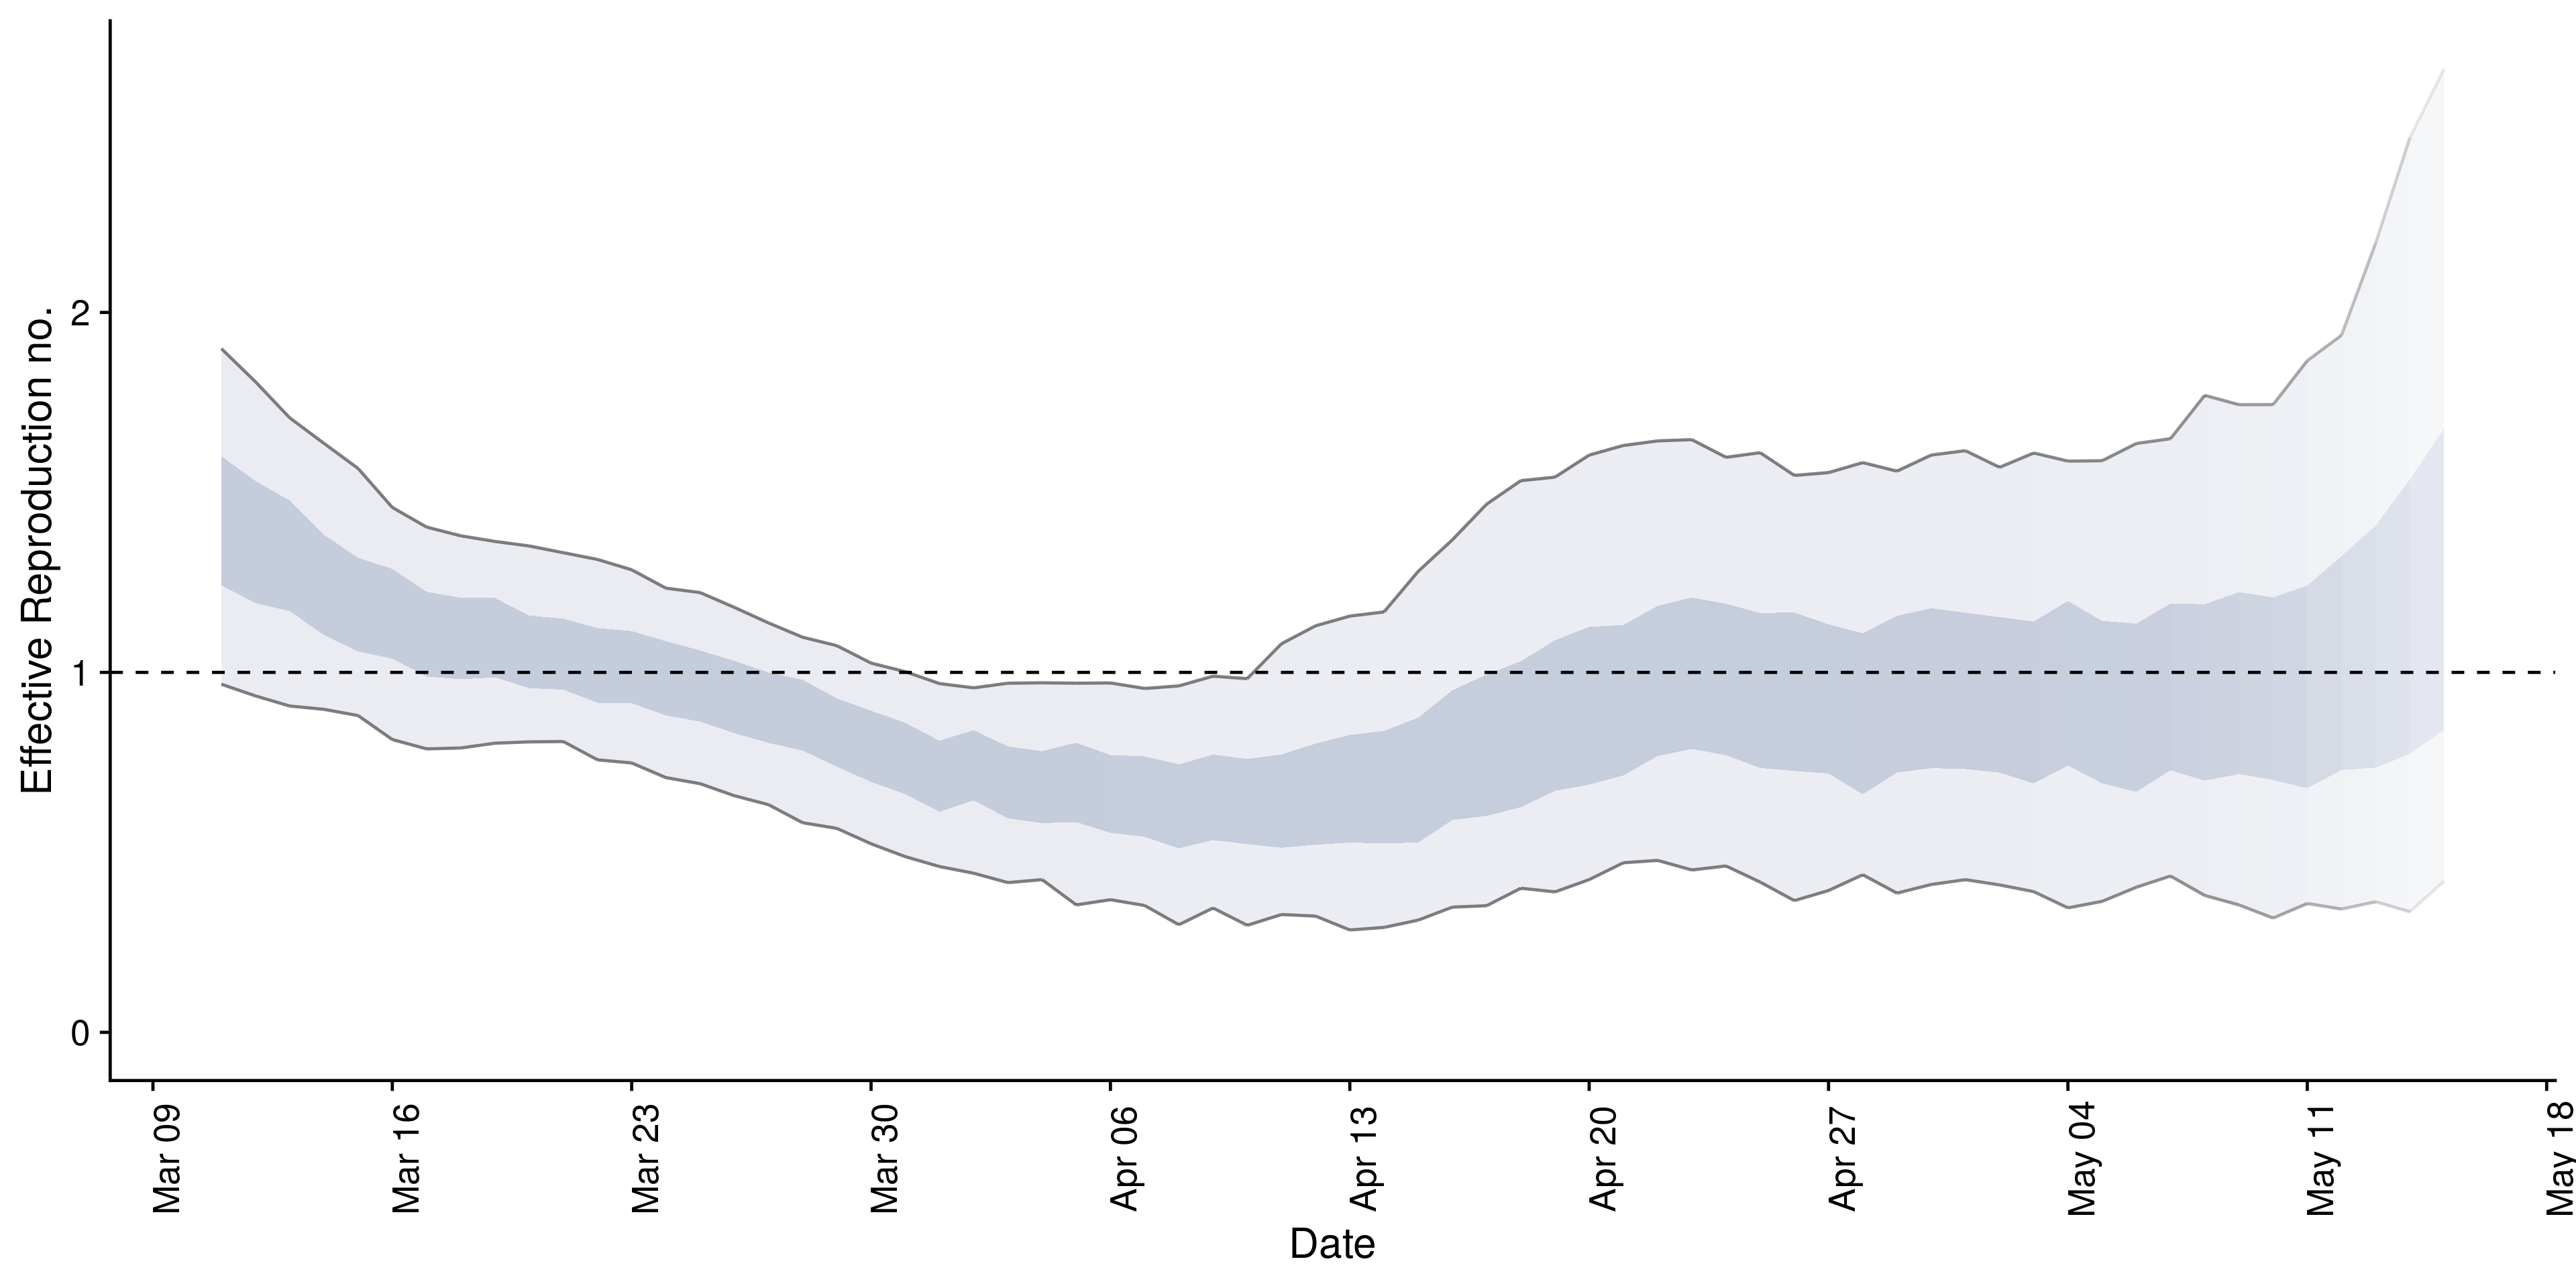 Effective Reproduction no.
2
1
0
Mar 09
Mar 16
Mar 23
Mar 30
Apr 06
Apr 13
Apr 20
Apr 27
May 04
May 11
May 18
Date